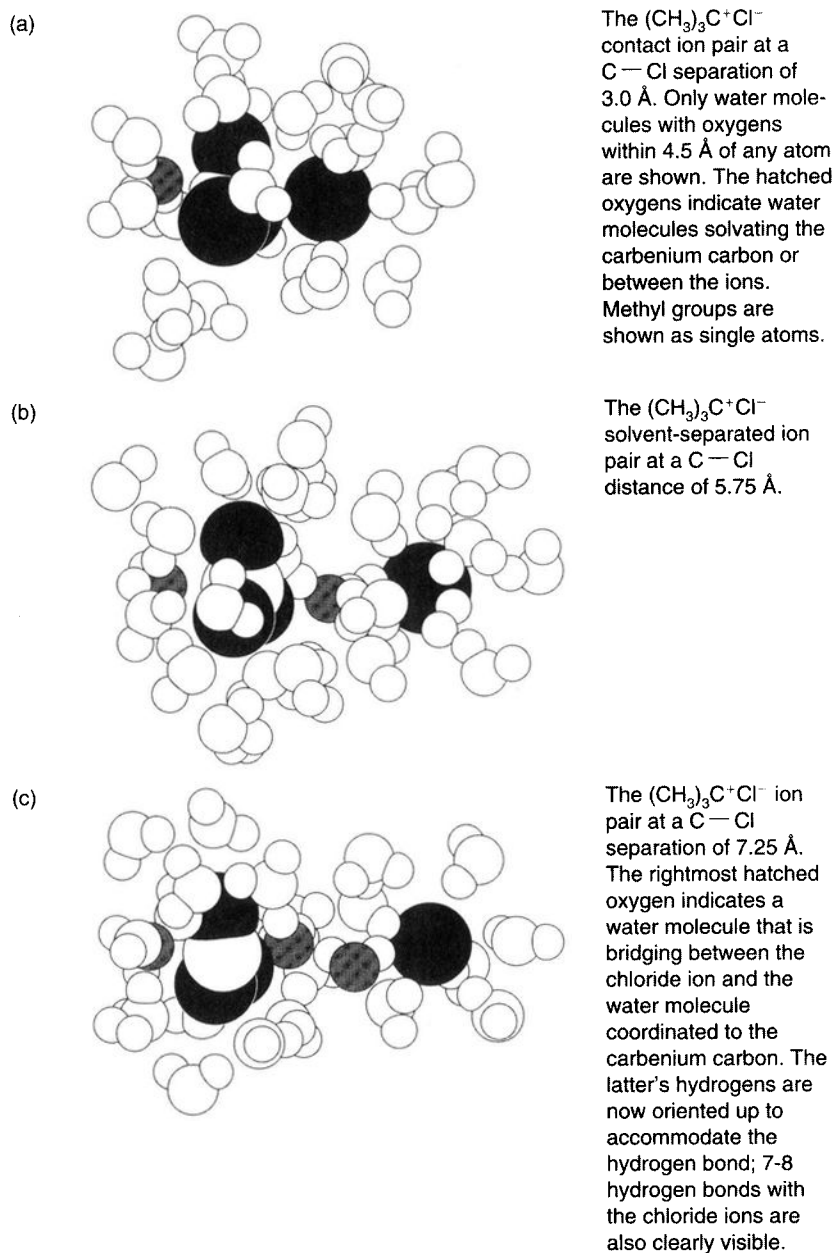 (a)
The (CH₃)₃C⁺Cl⁻
contact ion pair at a
C — Cl separation of
3.0 Å. Only water mole-
cules with oxygens
within 4.5 Å of any atom
are shown. The hatched
oxygens indicate water
molecules solvating the
carbenium carbon or
between the ions.
Methyl groups are
shown as single atoms.
(b)
The (CH₃)₃C⁺Cl⁻
solvent-separated ion
pair at a C — Cl
distance of 5.75 Å.
(c)
The (CH₃)₃C⁺Cl⁻ ion
pair at a C — Cl
separation of 7.25 Å.
The rightmost hatched
oxygen indicates a
water molecule that is
bridging between the
chloride ion and the
water molecule
coordinated to the
carbenium carbon. The
latter's hydrogens are
now oriented up to
accommodate the
hydrogen bond; 7-8
hydrogen bonds with
the chloride ions are
also clearly visible.